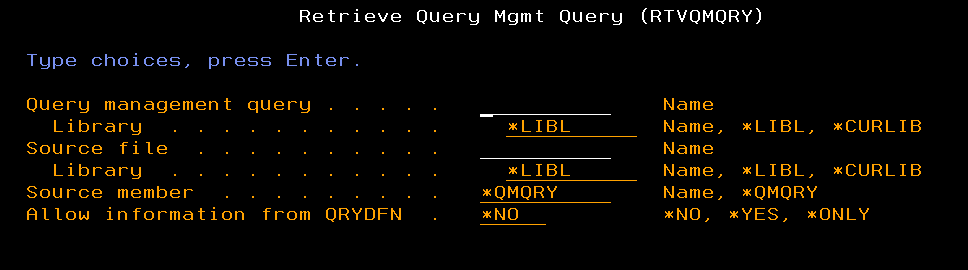 Retrieve Query Mgmt Query (RTVQMQRY)
Type choices, press Enter.
Query management query . . . . . _ Name
Library . . . . . . . . . . . *LIBL Name, *LIBL, *CURLIB
Source file . . . . . . . . . . Name
Library . . . . . . . . . . . *LIBL Name, *LIBL, *CURLIB
Source member . . . . . . . . . *QMQRY Name, *QMQRY
Allow information from QRYDFN . *NO *NO, *YES, *ONLY